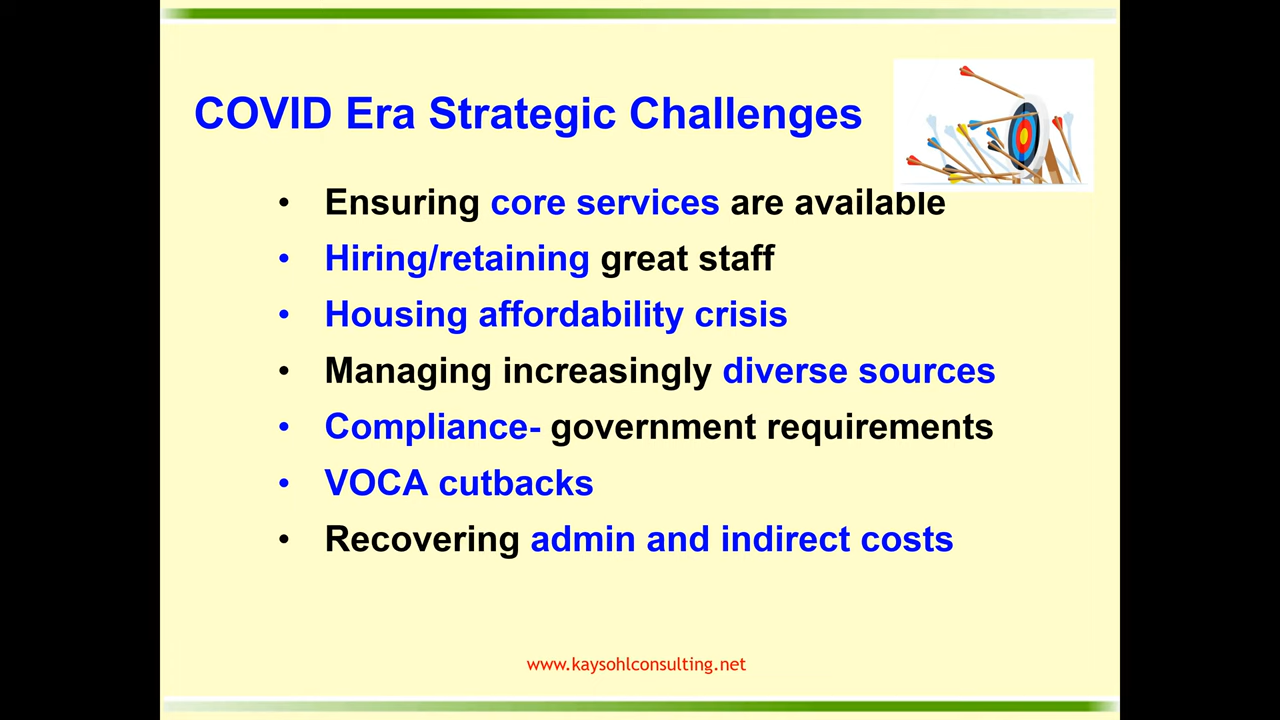 COVID Era Strategic Challenges
• Ensuring core services are available
• Hiring/retaining great staff
• Housing affordability crisis
• Managing increasingly diverse sources
• Compliance- government requirements
• VOCA cutbacks
• Recovering admin and indirect costs
www.kaysohlconsulting.net